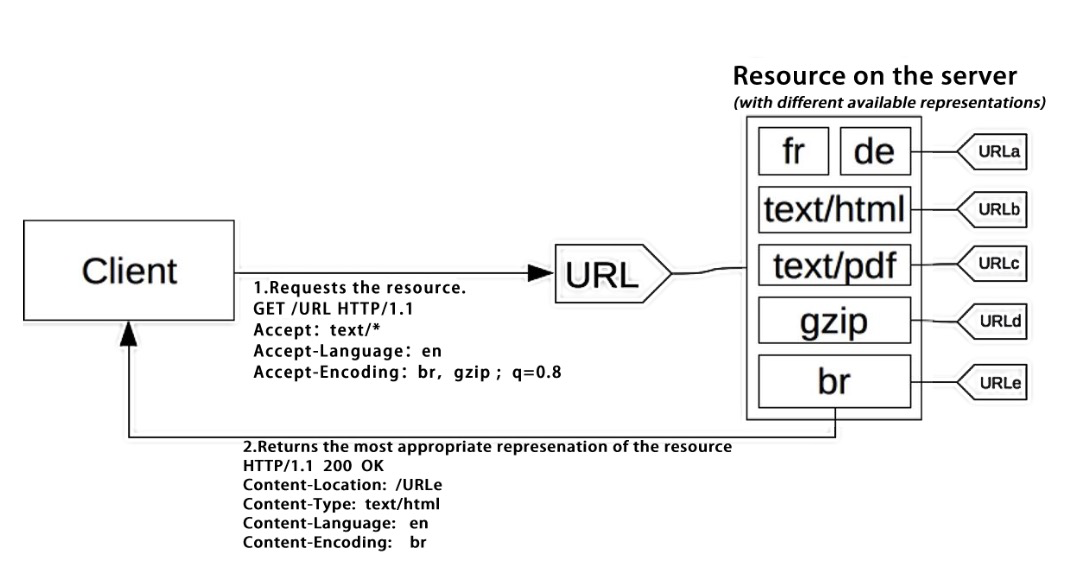 Resource on the server
(with different available representations)
fr
de
URLa
text/html
URLb
Client
URL
text/pdf
URLc
1.Requests the resource.
GET /URL HTTP/1.1
Accept: text/*
Accept-Language: en
Accept-Encoding: br, gzip ; q=0.8
gzip
URLd
br
URLe
2.Returns the most appropriate represenation of the resource
HTTP/1.1 200 OK
Content-Location: /URLe
Content-Type: text/html
Content-Language: en
Content-Encoding: br